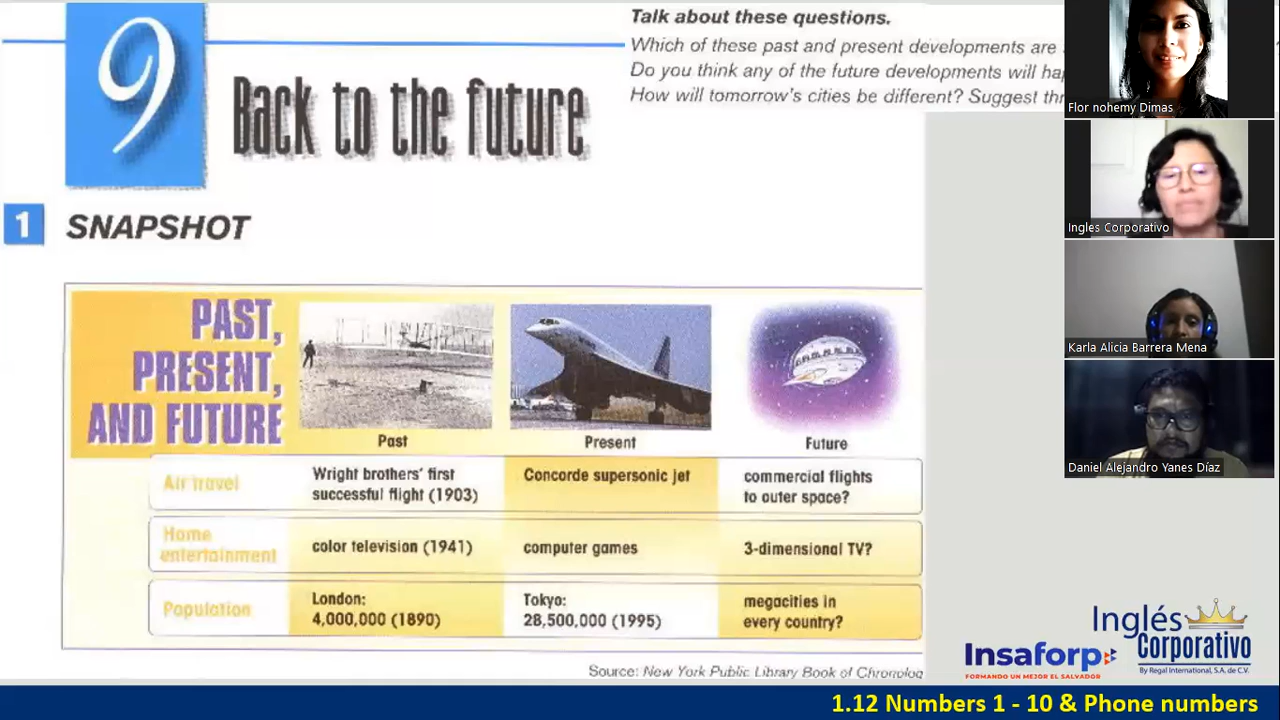 9
Back to the future
Talk about these questions.
Which of these past and present developments are
Do you think any of the future developments will
How will tomorrow's cities be different? Suggest
1 SNAPSHOT
PAST,
PRESENT,
AND FUTURE
Past
Present
Future
Air travel
Wright brothers' first
successful flight (1903)
Concorde supersonic jet
commercial flights
to outer space?
Home
entertainment
color television (1941)
computer games
3-dimensional TV?
Population
London:
4,000,000 (1890)
Tokyo:
28,500,000 (1995)
megacities in
every country?
Source: New York Public Library Book of
Flor nohemy Dimas
Ingles Corporativo
Karla Alicia Barrera Mena
Daniel Alejandro Yanes Díaz
Insaforp
FORMANDO UN MEJOR EL SALVADOR
Inglés
Corporativo
By Regal International, S.A. de C.V.
1.12 Numbers 1 - 10 & Phone numbers